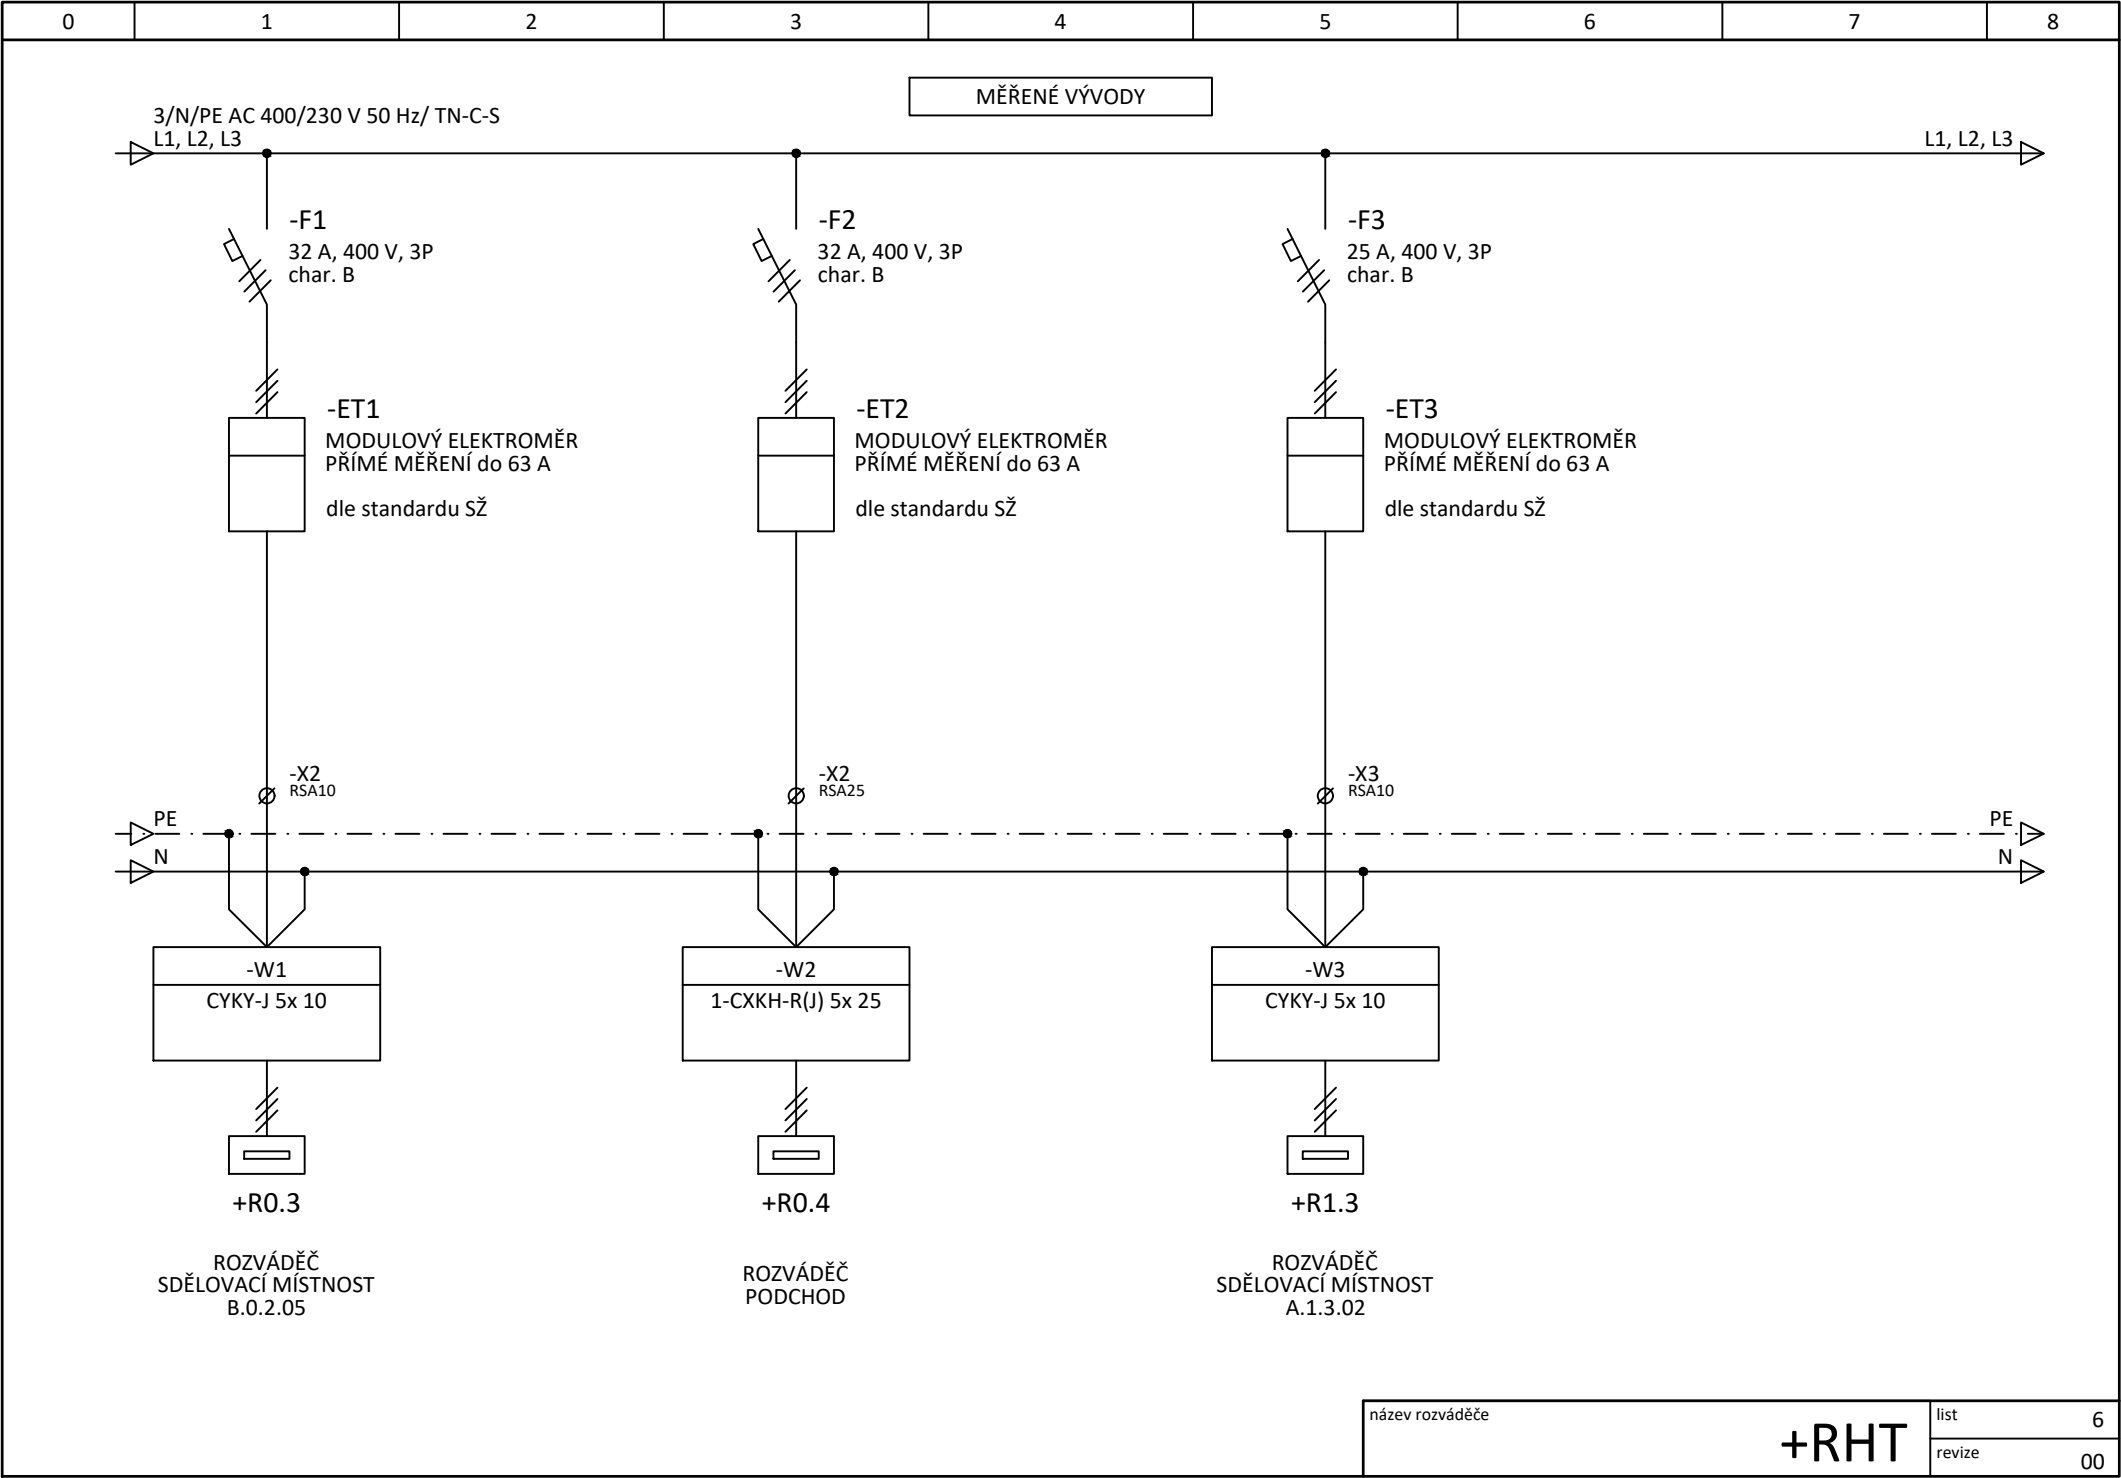 0 1 2 3 4 5 6 7 8
MĚŘENÉ VÝVODY
3/N/PE AC 400/230 V 50 Hz/ TN-C-S
L1, L2, L3
L1, L2, L3
-F1
32 A, 400 V, 3P
char. B
-F2
32 A, 400 V, 3P
char. B
-F3
25 A, 400 V, 3P
char. B
-ET1
MODULOVÝ ELEKTROMĚR
PŘÍMÉ MĚŘENÍ do 63 A
dle standardu SŽ
-ET2
MODULOVÝ ELEKTROMĚR
PŘÍMÉ MĚŘENÍ do 63 A
dle standardu SŽ
-ET3
MODULOVÝ ELEKTROMĚR
PŘÍMÉ MĚŘENÍ do 63 A
dle standardu SŽ
-X2
RSA10
-X2
RSA25
-X3
RSA10
PE
PE
N
N
-W1
CYKY-J 5x 10
-W2
1-CXKH-R(J) 5x 25
-W3
CYKY-J 5x 10
+R0.3
ROZVÁDĚČ
SDĚLOVACÍ MÍSTNOST
B.0.2.05
+R0.4
ROZVÁDĚČ
PODCHOD
+R1.3
ROZVÁDĚČ
SDĚLOVACÍ MÍSTNOST
A.1.3.02
název rozváděče
+RHT
list 6
revize 00